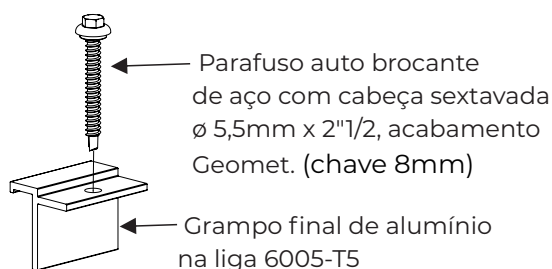 Parafuso auto brocante
de aço com cabeça sextavada
ø 5,5mm x 2"1/2, acabamento
Geomet. (chave 8mm)
Grampo final de alumínio
na liga 6005-T5